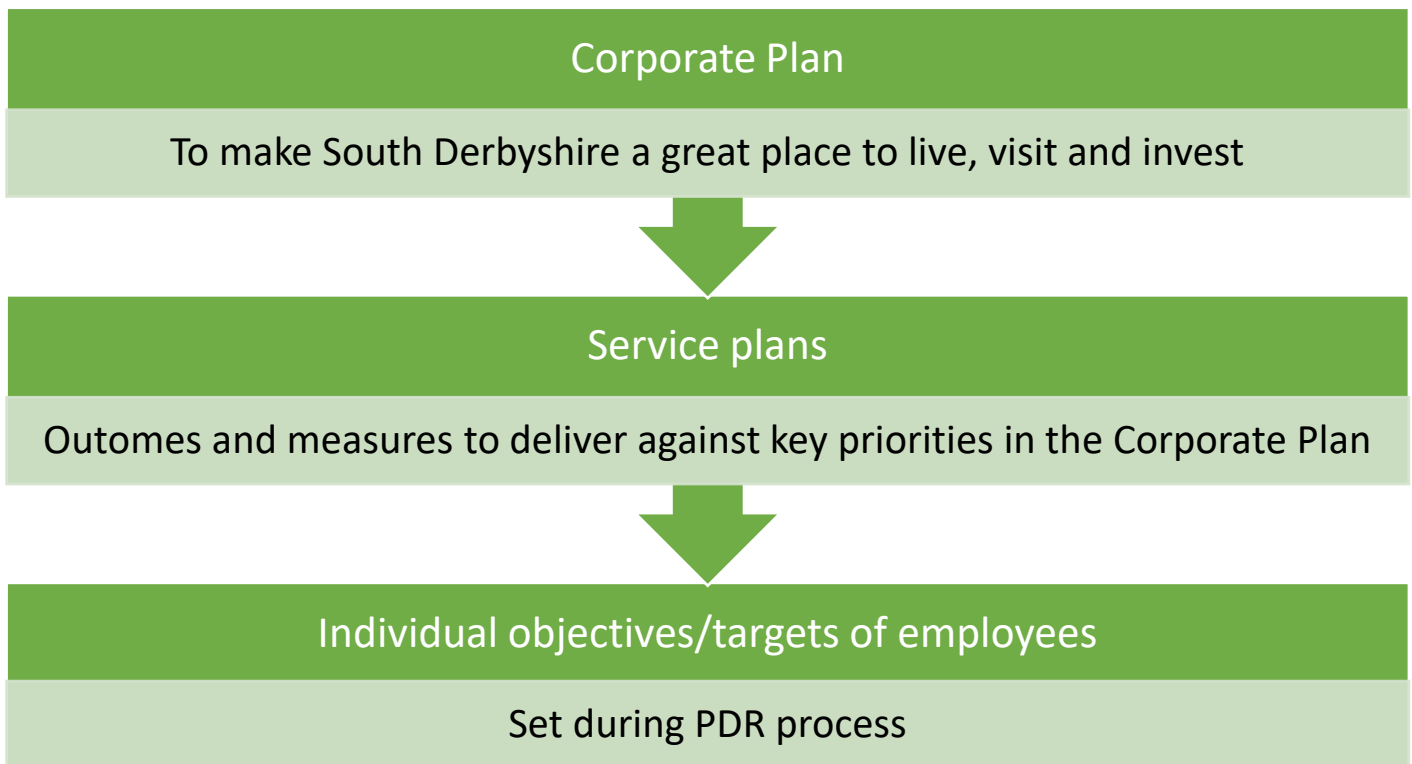 Corporate Plan
To make South Derbyshire a great place to live, visit and invest
Service plans
Outomes and measures to deliver against key priorities in the Corporate Plan
Individual objectives/targets of employees
Set during PDR process